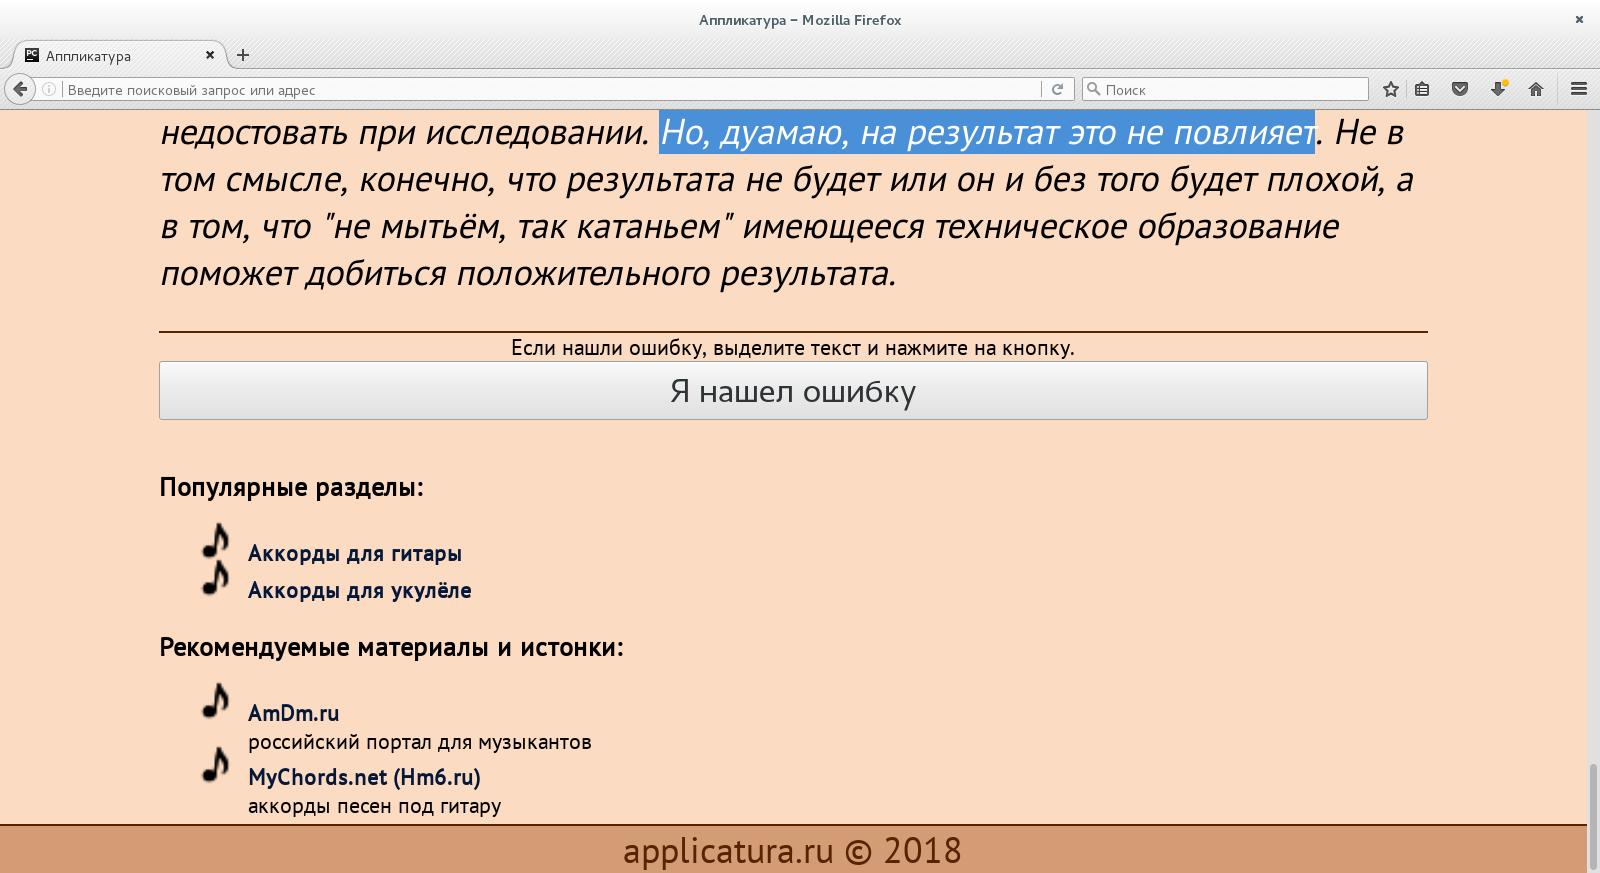 Аппликатура – Mozilla Firefox
PC Аппликатура
Введите поисковый запрос или адрес
Поиск
недостовать при исследовании. Но, дуамаю, на результат это не повлияет. Не в
том смысле, конечно, что результата не будет или он и без того будет плохой, а
в том, что "не мытьём, так катаньем" имеющееся техническое образование
поможет добиться положительного результата.
Если нашли ошибку, выделите текст и нажмите на кнопку.
Я нашел ошибку
Популярные разделы:
Аккорды для гитары
Аккорды для укулёле
Рекомендуемые материалы и истонки:
AmDm.ru
российский портал для музыкантов
MyChords.net (Hm6.ru)
аккорды песен под гитару
applicatura.ru © 2018